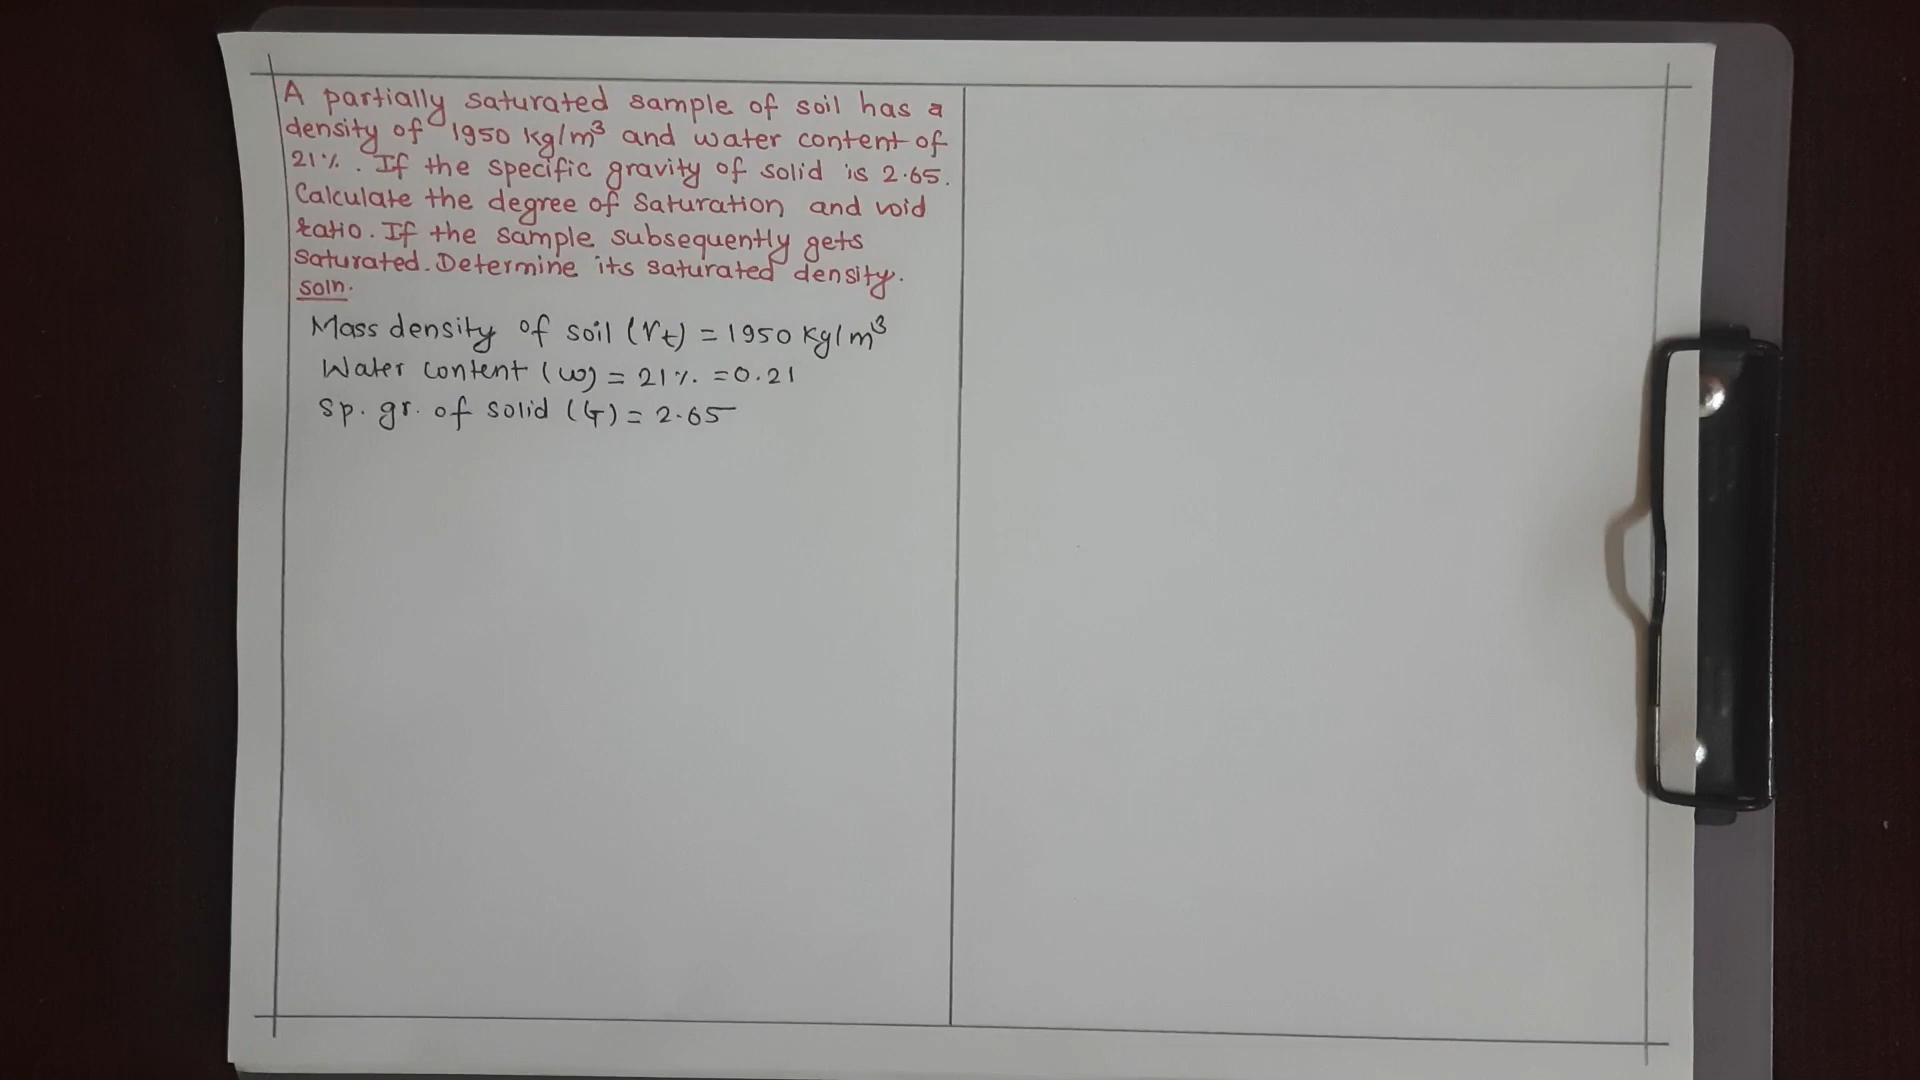 A partially saturated sample of soil has a
density of 1950 kg/m³ and water content of
21%. If the specific gravity of solid is 2.65.
Calculate the degree of saturation and void
ratio. If the sample subsequently gets
saturated. Determine its saturated density.
soln.
Mass density of soil (γt) = 1950 kg/m³
Water content (w) = 21% = 0.21
Sp. gr. of solid (G) = 2.65